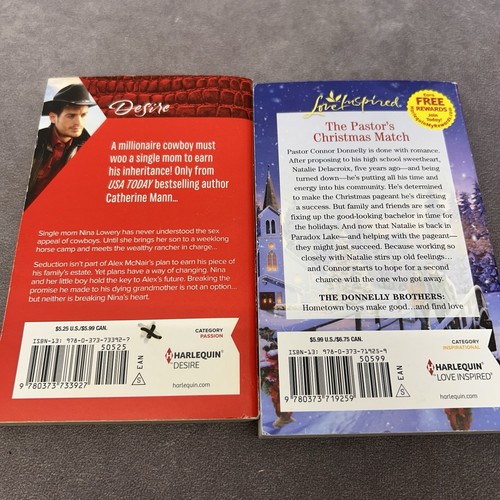 Desire
A millionaire cowboy must
woo a single mom to earn
his inheritance! Only from
USA TODAY bestselling author
Catherine Mann...
Single mom Nina Lowery has never understood the sex
appeal of cowboys. Until she brings her son to a weeklong
horse camp and meets the wealthy rancher in charge...
Seduction isn't part of Alex McNair's plan to earn his piece of
his family's estate. Yet plans have a way of changing. Nina
and her little boy hold the key to Alex's future. Breaking the
promise he made to his dying grandmother is not an option...
but neither is breaking Nina's heart.
$5.25 U.S./$5.99 CAN.
ISBN-13: 978-0-373-73392-7
50525
EAN
S
9 780373 733927
CATEGORY
PASSION
HARLEQUIN
DESIRE
harlequin.com
Love Inspired
Earn
FREE
REWARDS
Join
Today!
The Pastor's
Christmas Match
Pastor Connor Donnelly is done with romance.
After proposing to his high school sweetheart,
Natalie Delacroix, five years ago—and being
turned down—he's putting all his time and
energy into his community. He's determined
to make the Christmas pageant he's directing
a success. But family and friends are set on
fixing up the good-looking bachelor in time for
the holidays. And now that Natalie is back in
Paradox Lake—and helping with the pageant—
they might just succeed. Because working so
closely with Natalie stirs up old feelings...
and Connor starts to hope for a second
chance with the one who got away.
THE DONNELLY BROTHERS:
Hometown boys make good...and find love
$5.99 U.S./$6.75 CAN.
ISBN-13: 978-0-373-71925-9
50599
EAN
S
9 780373 719259
CATEGORY
INSPIRATIONAL
HARLEQUIN
LOVE INSPIRED
harlequin.com